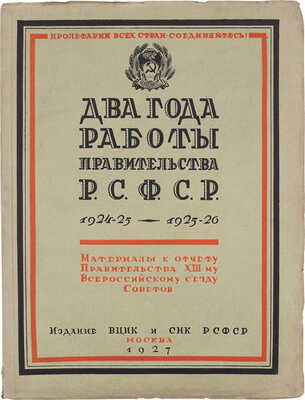 ПРОЛЕТАРИИ ВСЕХ СТРАН СОЕДИНЯЙТЕСЬ!
ДВА ГОДА
РАБОТЫ
ПРАВИТЕЛЬСТВА
Р.С.Ф.С.Р.
1924-25 — 1925-26
МАТЕРИАЛЫ К ОТЧЕТУ
ПРАВИТЕЛЬСТВА XIII-МУ
ВСЕРОССИЙСКОМУ С'ЕЗДУ
СОВЕТОВ
ИЗДАНИЕ ВЦИК И СНК РСФСР
МОСКВА
1927